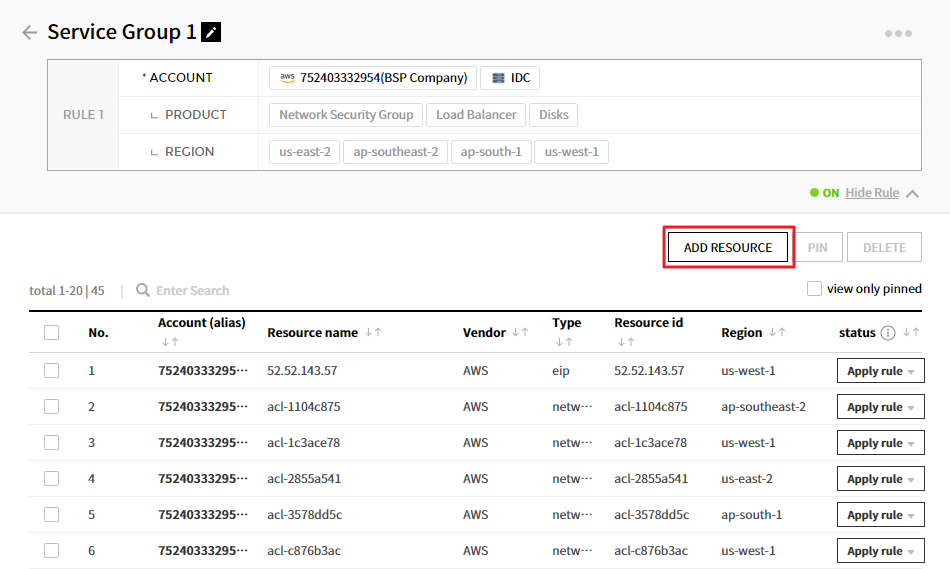 Service Group 1
RULE 1
* ACCOUNT aws 752403332954(BSP Company) IDC
PRODUCT Network Security Group Load Balancer Disks
REGION us-east-2 ap-southeast-2 ap-south-1 us-west-1
ON Hide Rule
ADD RESOURCE PIN DELETE
total 1-20 | 45 Enter Search view only pinned
No. Account (alias) Resource name Vendor Type Resource id Region status
1 75240333295··· 52.52.143.57 AWS eip 52.52.143.57 us-west-1 Apply rule
2 75240333295··· acl-1104c875 AWS netw··· acl-1104c875 ap-southeast-2 Apply rule
3 75240333295··· acl-1c3ace78 AWS netw··· acl-1c3ace78 us-west-1 Apply rule
4 75240333295··· acl-2855a541 AWS netw··· acl-2855a541 us-east-2 Apply rule
5 75240333295··· acl-3578dd5c AWS netw··· acl-3578dd5c ap-south-1 Apply rule
6 75240333295··· acl-c876b3ac AWS netw··· acl-c876b3ac us-west-1 Apply rule